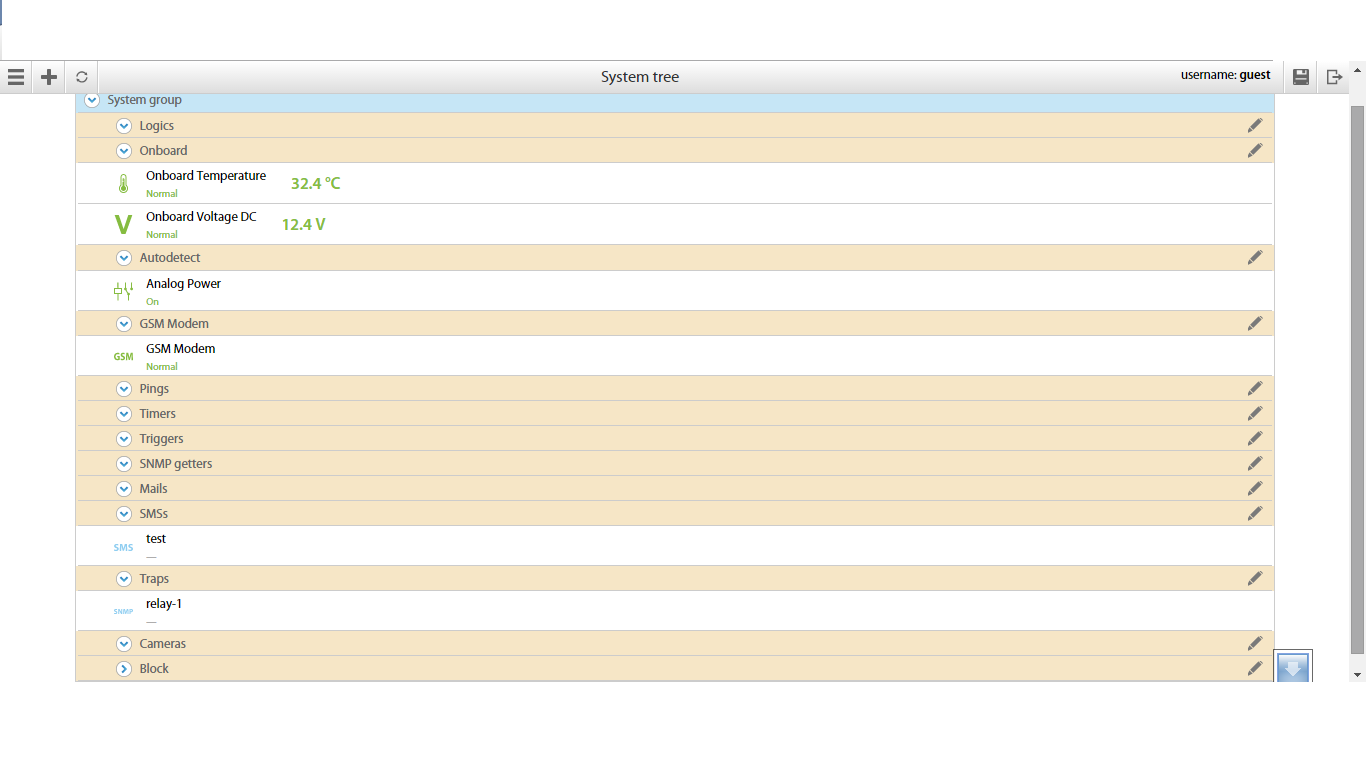 System tree
username: guest
System group
Logics
Onboard
Onboard Temperature
32.4 °C
Normal
V
Onboard Voltage DC
12.4 V
Normal
Autodetect
Analog Power
On
GSM Modem
GSM
GSM Modem
Normal
Pings
Timers
Triggers
SNMP getters
Mails
SMSs
SMS
test
—
Traps
SNMP
relay-1
—
Cameras
Block